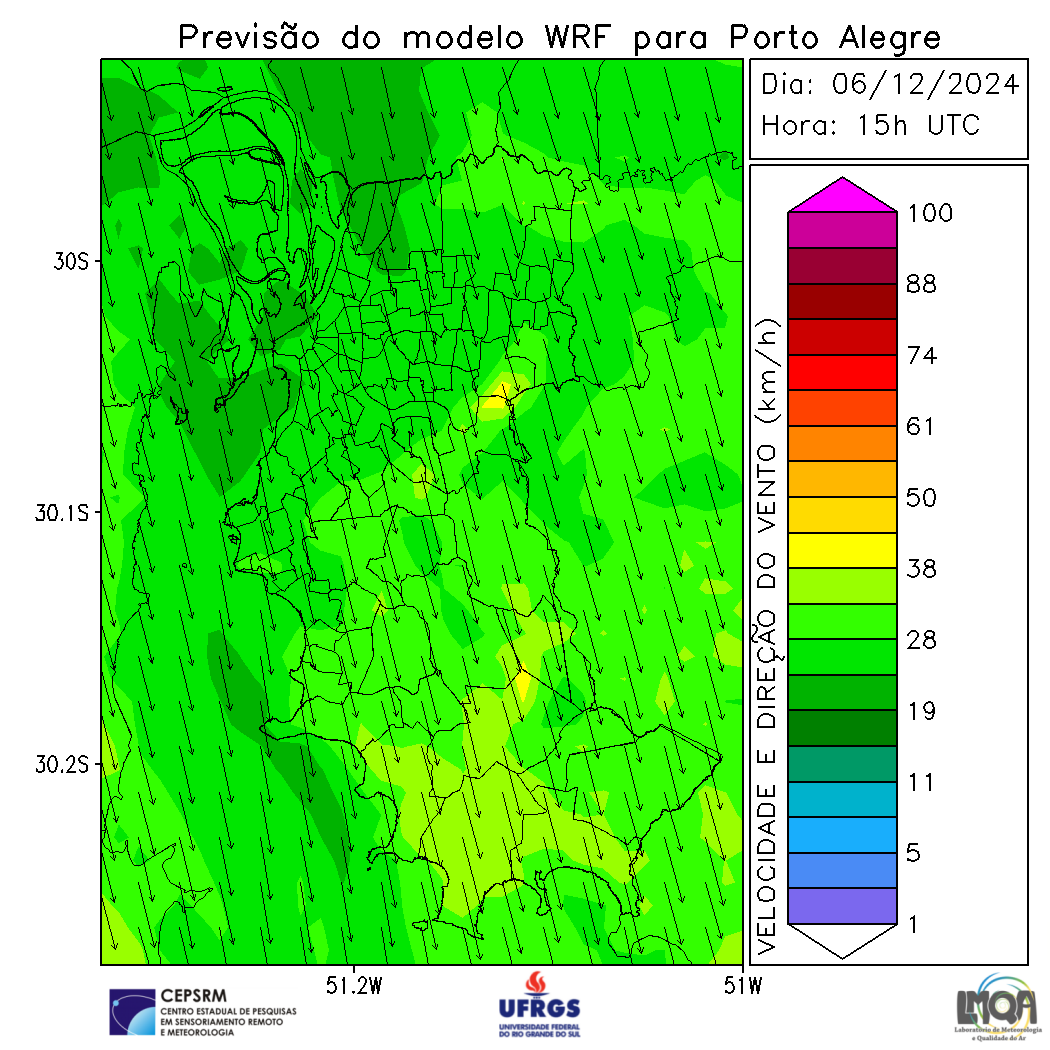 Previsão do modelo WRF para Porto Alegre
Dia: 06/12/2024
Hora: 15h UTC
30S
30.1S
30.2S
51.2W
51W
VELOCIDADE E DIREÇÃO DO VENTO (km/h)
100
88
74
61
50
38
28
19
11
5
1
CEPSRM
CENTRO ESTADUAL DE PESQUISAS
EM SENSORIAMENTO REMOTO
E METEOROLOGIA
UFRGS
UNIVERSIDADE FEDERAL
DO RIO GRANDE DO SUL
LMQA
Laboratório de Meteorologia
e Qualidade do Ar